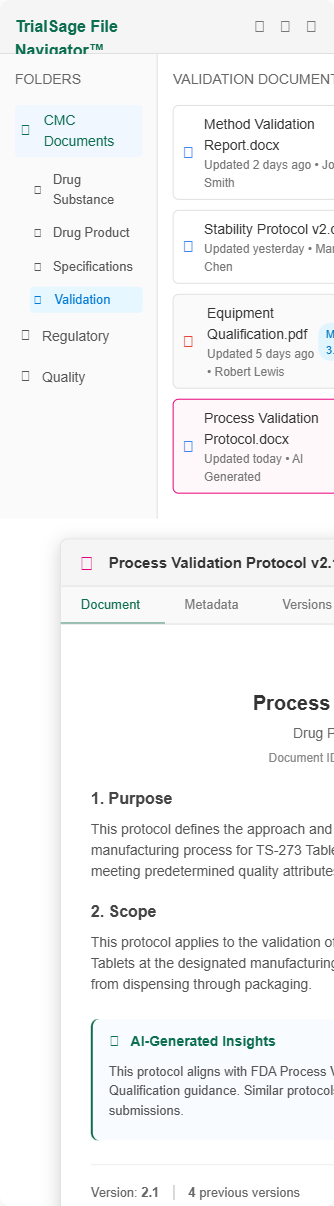 TrialSage File
Navigator™
FOLDERS
CMC
Documents
Drug
Substance
Drug Product
Specifications
Validation
Regulatory
Quality
VALIDATION DOCUMENT
Method Validation
Report.docx
Updated 2 days ago • Jo
Smith
Stability Protocol v2.
Updated yesterday • Mar
Chen
Equipment
Qualification.pdf
Updated 5 days ago
• Robert Lewis
M
3.
Process Validation
Protocol.docx
Updated today • AI
Generated
Process Validation Protocol v2.
Document
Metadata
Versions
Process
Drug P
Document ID
1. Purpose
This protocol defines the approach and
manufacturing process for TS-273 Table
meeting predetermined quality attributes
2. Scope
This protocol applies to the validation of
Tablets at the designated manufacturing
from dispensing through packaging.
AI-Generated Insights
This protocol aligns with FDA Process V
Qualification guidance. Similar protocols
submissions.
Version: 2.1 | 4 previous versions